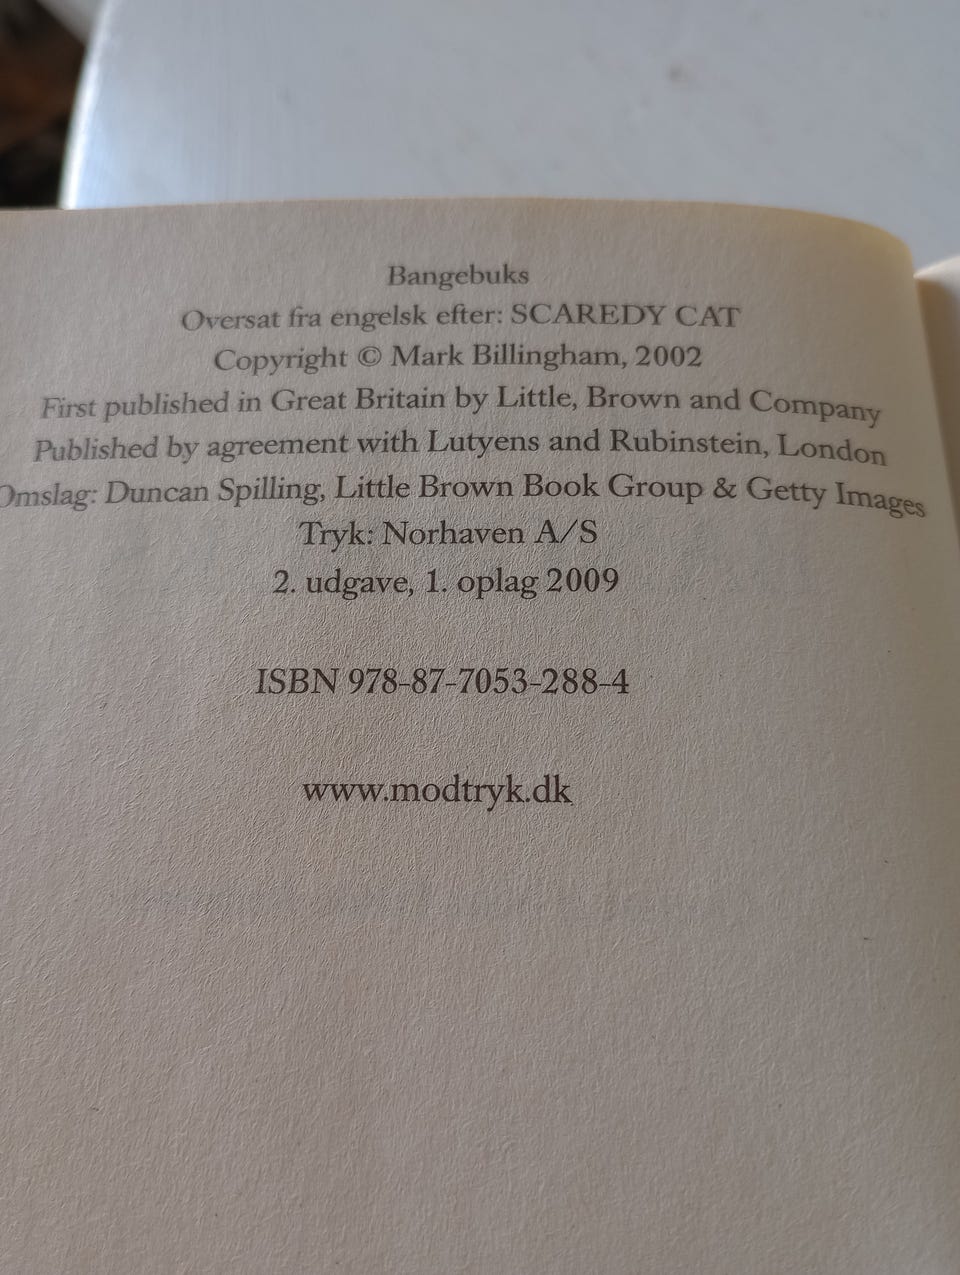 Bangebuks
Oversat fra engelsk efter: SCAREDY CAT
Copyright © Mark Billingham, 2002
First published in Great Britain by Little, Brown and Company
Published by agreement with Lutyens and Rubinstein, London
Omslag: Duncan Spilling, Little Brown Book Group & Getty Images
Tryk: Norhaven A/S
2. udgave, 1. oplag 2009
ISBN 978-87-7053-288-4
www.modtryk.dk